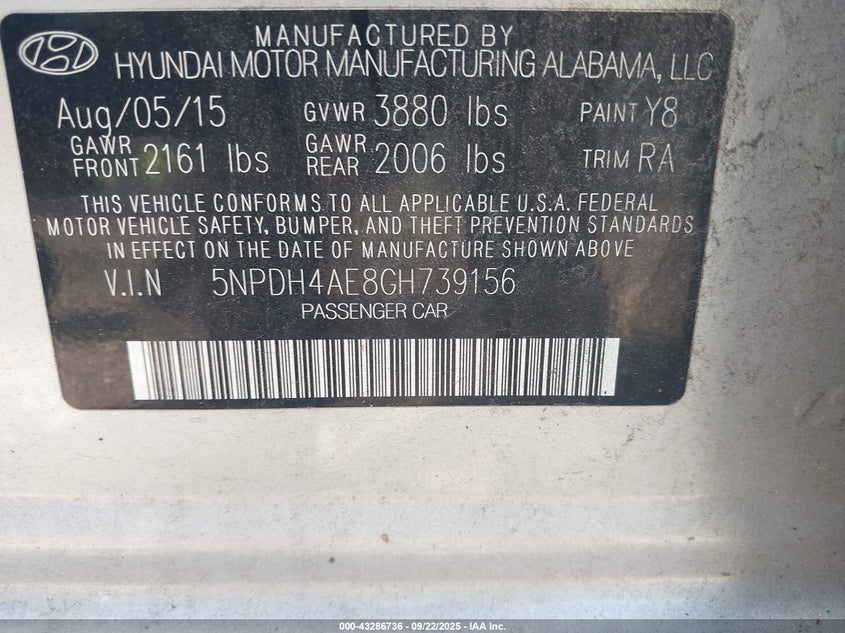 MANUFACTURED BY
HYUNDAI MOTOR MANUFACTURING ALABAMA, LLC
Aug/05/15 GVWR 3880 lbs PAINT Y8
GAWR FRONT 2161 lbs GAWR REAR 2006 lbs TRIM RA
THIS VEHICLE CONFORMS TO ALL APPLICABLE U.S.A. FEDERAL
MOTOR VEHICLE SAFETY, BUMPER, AND THEFT PREVENTION STANDARDS
IN EFFECT ON THE DATE OF MANUFACTURE SHOWN ABOVE
V.I.N 5NPDH4AE8GH739156
PASSENGER CAR
000-43286736 - 09/22/2025 - IAA Inc.